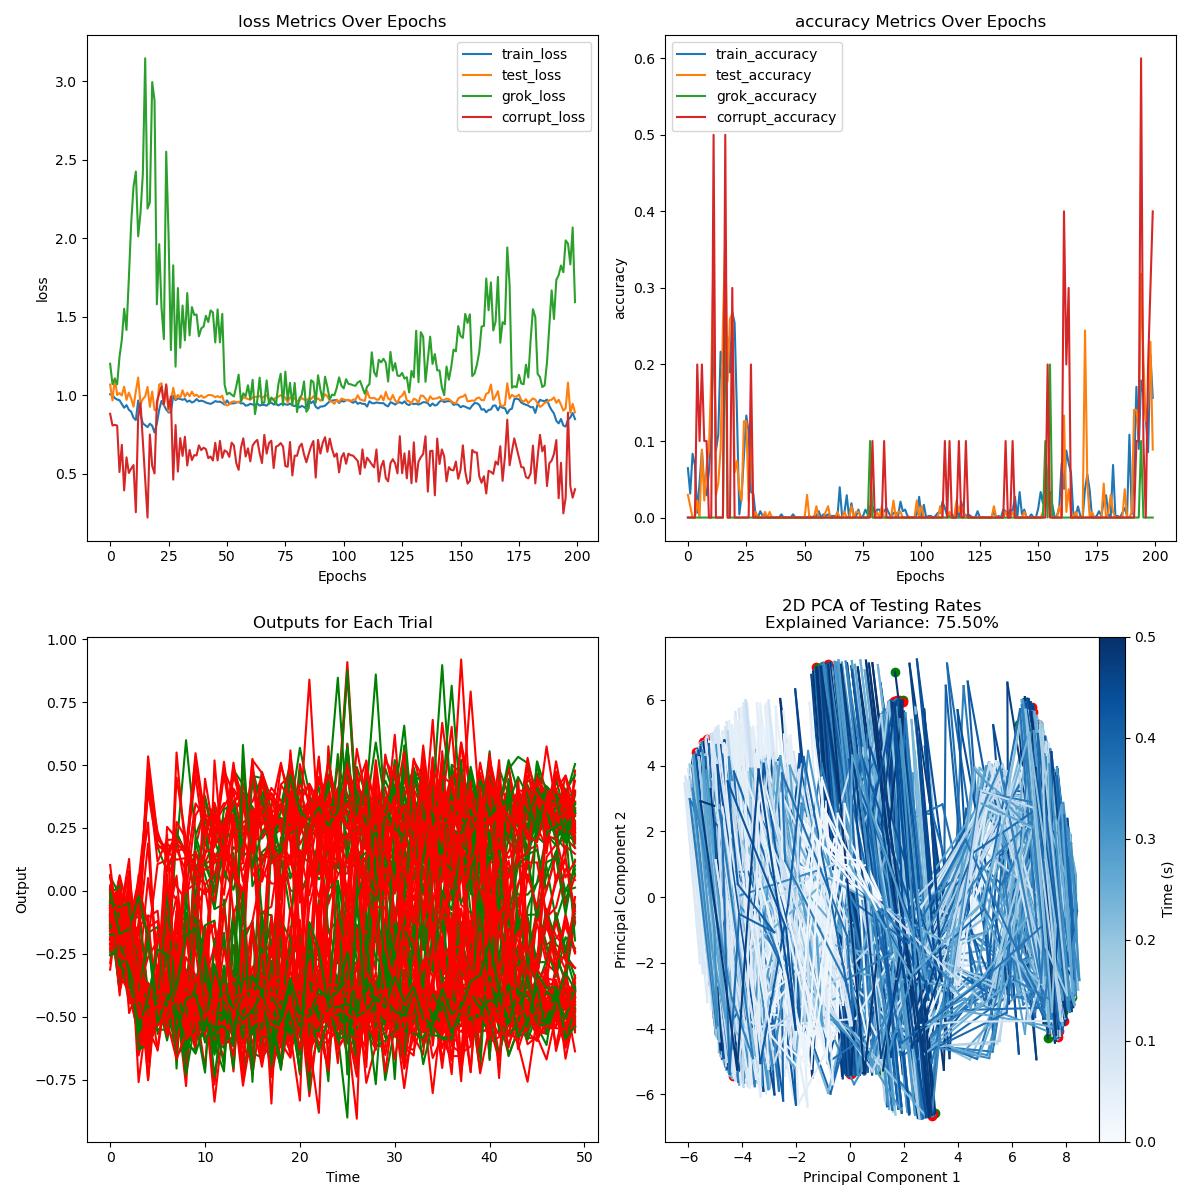 loss Metrics Over Epochs
3.0
2.5
2.0
1.5
1.0
0.5
loss
train_loss
test_loss
grok_loss
corrupt_loss
0 25 50 75 100 125 150 175 200
Epochs
accuracy Metrics Over Epochs
0.6
0.5
0.4
0.3
0.2
0.1
0.0
accuracy
train_accuracy
test_accuracy
grok_accuracy
corrupt_accuracy
0 25 50 75 100 125 150 175 200
Epochs
Outputs for Each Trial
1.00
0.75
0.50
0.25
0.00
−0.25
−0.50
−0.75
Output
0 10 20 30 40 50
Time
2D PCA of Testing Rates
Explained Variance: 75.50%
6
4
2
0
−2
−4
−6
Principal Component 2
−6 −4 −2 0 2 4 6 8
Principal Component 1
0.5
0.4
0.3
0.2
0.1
0.0
Time (s)